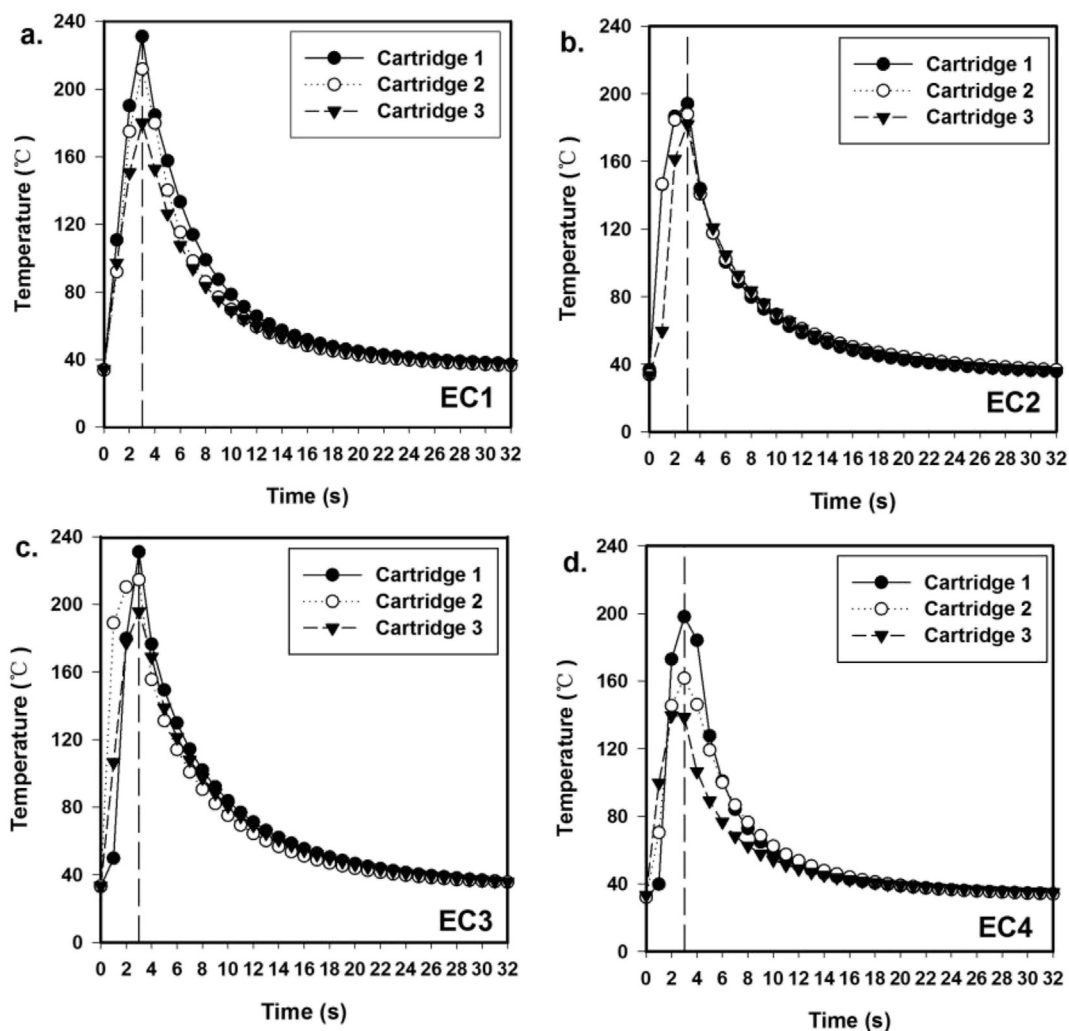 a.
240
200
160
120
80
40
0
Temperature (℃)
Cartridge 1
Cartridge 2
Cartridge 3
EC1
0 2 4 6 8 10 12 14 16 18 20 22 24 26 28 30 32
Time (s)
b.
240
200
160
120
80
40
0
Temperature (℃)
Cartridge 1
Cartridge 2
Cartridge 3
EC2
0 2 4 6 8 10 12 14 16 18 20 22 24 26 28 30 32
Time (s)
c.
240
200
160
120
80
40
0
Temperature (℃)
Cartridge 1
Cartridge 2
Cartridge 3
EC3
0 2 4 6 8 10 12 14 16 18 20 22 24 26 28 30 32
Time (s)
d.
240
200
160
120
80
40
0
Temperature (℃)
Cartridge 1
Cartridge 2
Cartridge 3
EC4
0 2 4 6 8 10 12 14 16 18 20 22 24 26 28 30 32
Time (s)